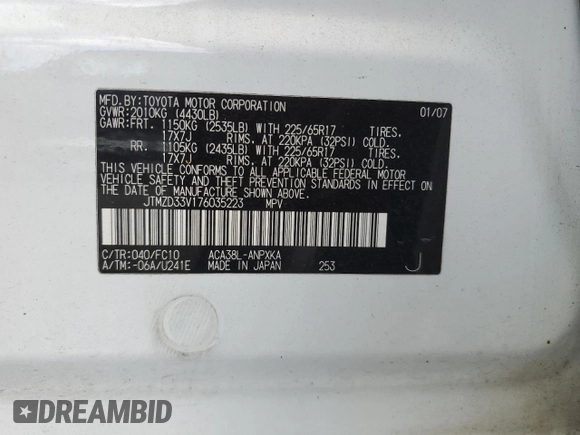 MFD.BY:TOYOTA MOTOR CORPORATION 01/07
GVWR:2010KG (4430LB)
GAWR:FRT. 1150KG (2535LB) WITH 225/65R17 TIRES.
17X7J RIMS. AT 220KPA (32PSI) COLD.
RR. 1105KG (2435LB) WITH 225/65R17 TIRES.
17X7J RIMS. AT 220KPA (32PSI) COLD.
THIS VEHICLE CONFORMS TO ALL APPLICABLE FEDERAL MOTOR
VEHICLE SAFETY AND THEFT PREVENTION STANDARDS IN EFFECT ON
THE DATE OF MANUFACTURE SHOWN ABOVE.
JTMZD33V176035223 MPV
C/TR:040/FC10 ACA38L-ANPXKA
A/TM:-06A/U241E MADE IN JAPAN 253
J
DREAMBID